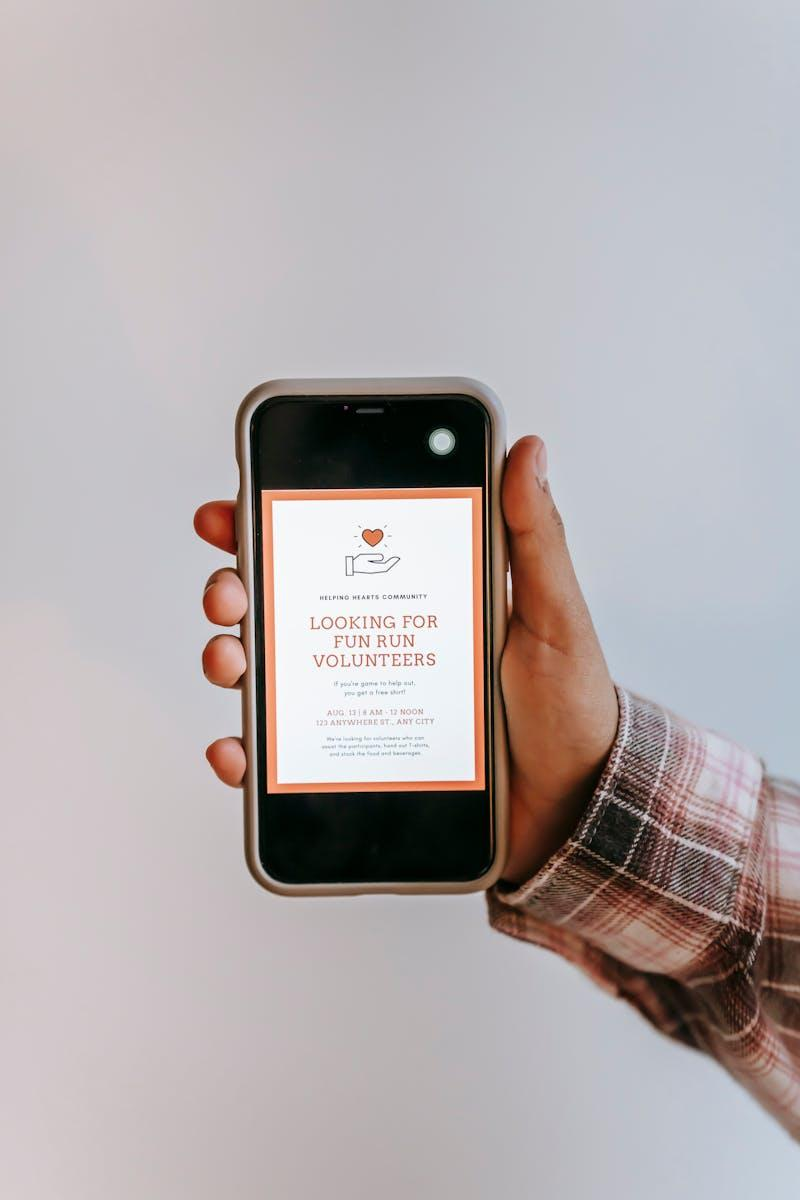 HELPING HEARTS COMMUNITY
LOOKING FOR
FUN RUN
VOLUNTEERS
If you're game to help out,
you get a free shirt!
AUG. 13 | 8 AM - 12 NOON
123 ANYWHERE ST., ANY CITY
We're looking for volunteers who can
assist the participants, hand out T-shirts,
and stock the food and beverages.